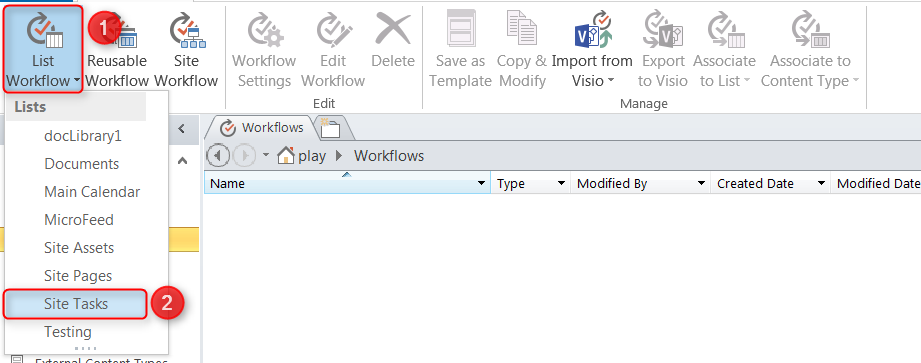 1
List Workflow
Reusable Workflow
Site Workflow
Workflow Settings
Edit Workflow
Delete
Save as Template
Copy & Modify
Import from Visio
Export to Visio
Associate to List
Associate to Content Type
Edit
Manage
Lists
docLibrary1
Documents
Main Calendar
MicroFeed
Site Assets
Site Pages
Site Tasks
2
Testing
External Content Types
Workflows
play Workflows
Name Type Modified By Created Date Modified Date